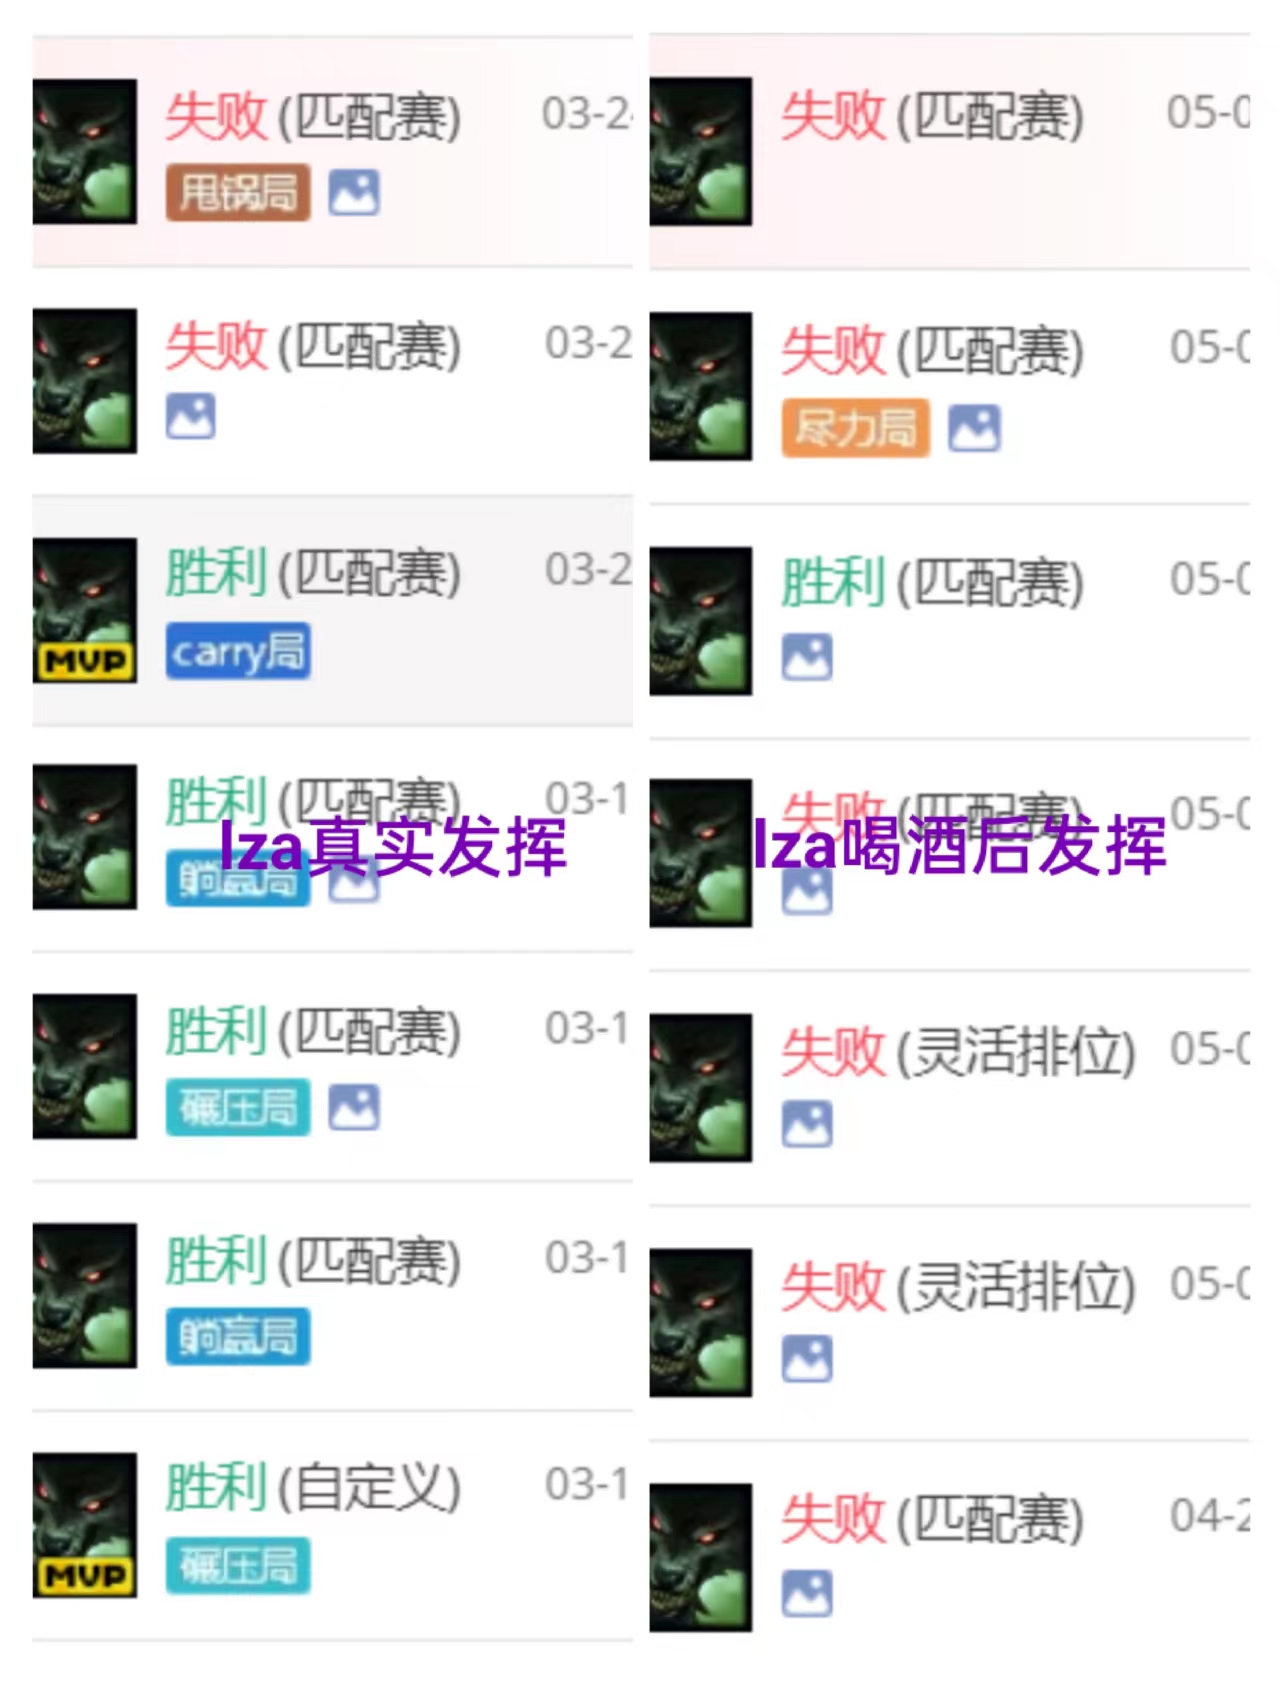 失败 (匹配赛) 03-2
甩锅局
失败 (匹配赛) 03-2
胜利 (匹配赛) 03-2
MVP carry局
胜利 (匹配赛) 03-1
躺赢局
lza真实发挥
胜利 (匹配赛) 03-1
碾压局
胜利 (匹配赛) 03-1
躺赢局
胜利 (自定义) 03-1
MVP 碾压局
失败 (匹配赛) 05-0
失败 (匹配赛) 05-0
尽力局
胜利 (匹配赛) 05-0
失败 (匹配赛) 05-0
lza喝酒后发挥
失败 (灵活排位) 05-0
失败 (灵活排位) 05-0
失败 (匹配赛) 04-2